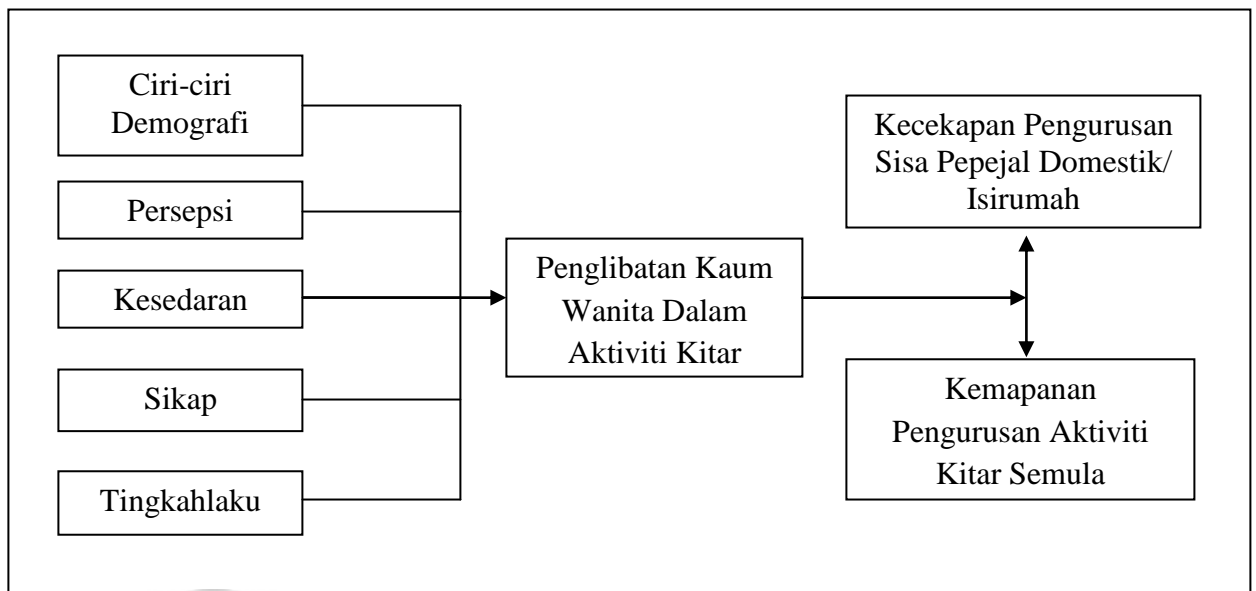 Ciri-ciri
Demografi
Persepsi
Kesedaran
Sikap
Tingkahlaku
Penglibatan Kaum
Wanita Dalam
Aktiviti Kitar
Kecekapan Pengurusan
Sisa Pepejal Domestik/
Isirumah
Kemapanan
Pengurusan Aktiviti
Kitar Semula